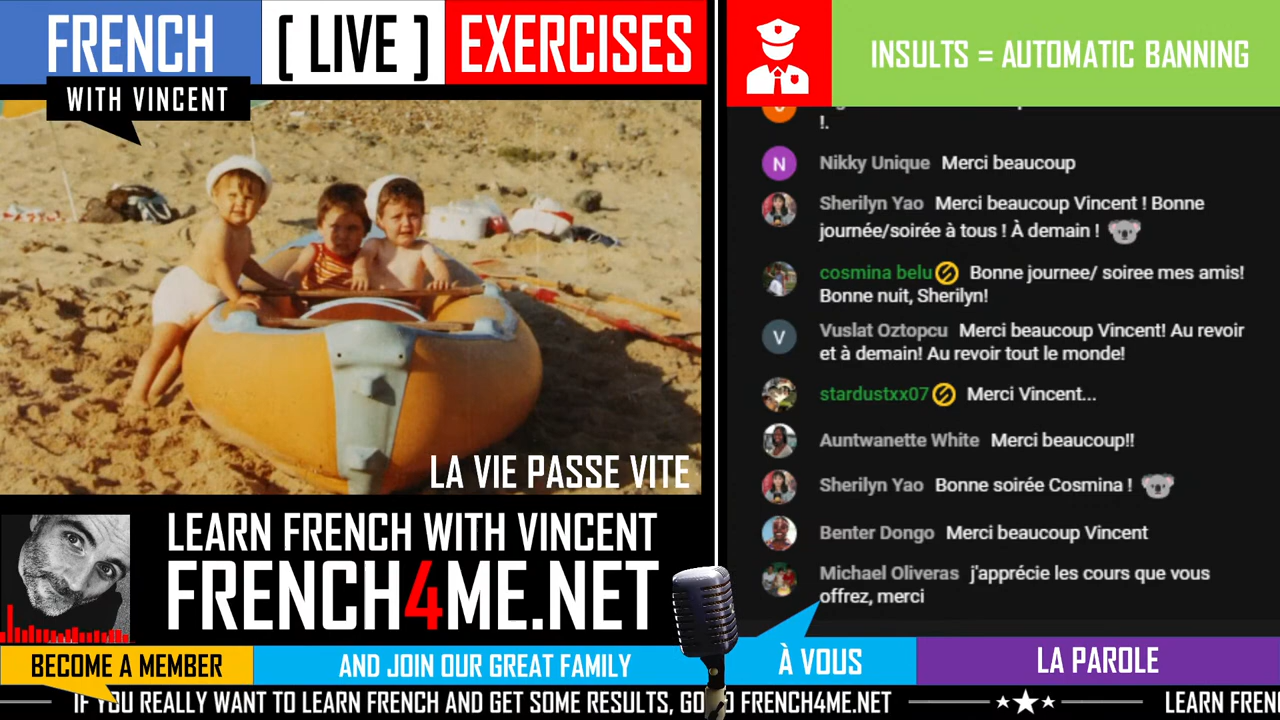 FRENCH
WITH VINCENT
[ LIVE ]
EXERCISES
LA VIE PASSE VITE
LEARN FRENCH WITH VINCENT
FRENCH4ME.NET
BECOME A MEMBER
AND JOIN OUR GREAT FAMILY
INSULTS = AUTOMATIC BANNING
!.
N
Nikky Unique Merci beaucoup
Sherilyn Yao Merci beaucoup Vincent ! Bonne
journée/soirée à tous ! À demain !
cosmina belu Bonne journee/ soiree mes amis!
Bonne nuit, Sherilyn!
V
Vuslat Oztopcu Merci beaucoup Vincent! Au revoir
et à demain! Au revoir tout le monde!
stardustxx07 Merci Vincent...
Auntwanette White Merci beaucoup!!
Sherilyn Yao Bonne soirée Cosmina !
Benter Dongo Merci beaucoup Vincent
Michael Oliveras j'apprécie les cours que vous
offrez, merci
À VOUS
LA PAROLE
IF YOU REALLY WANT TO LEARN FRENCH AND GET SOME RESULTS, GO FRENCH4ME.NET
LEARN